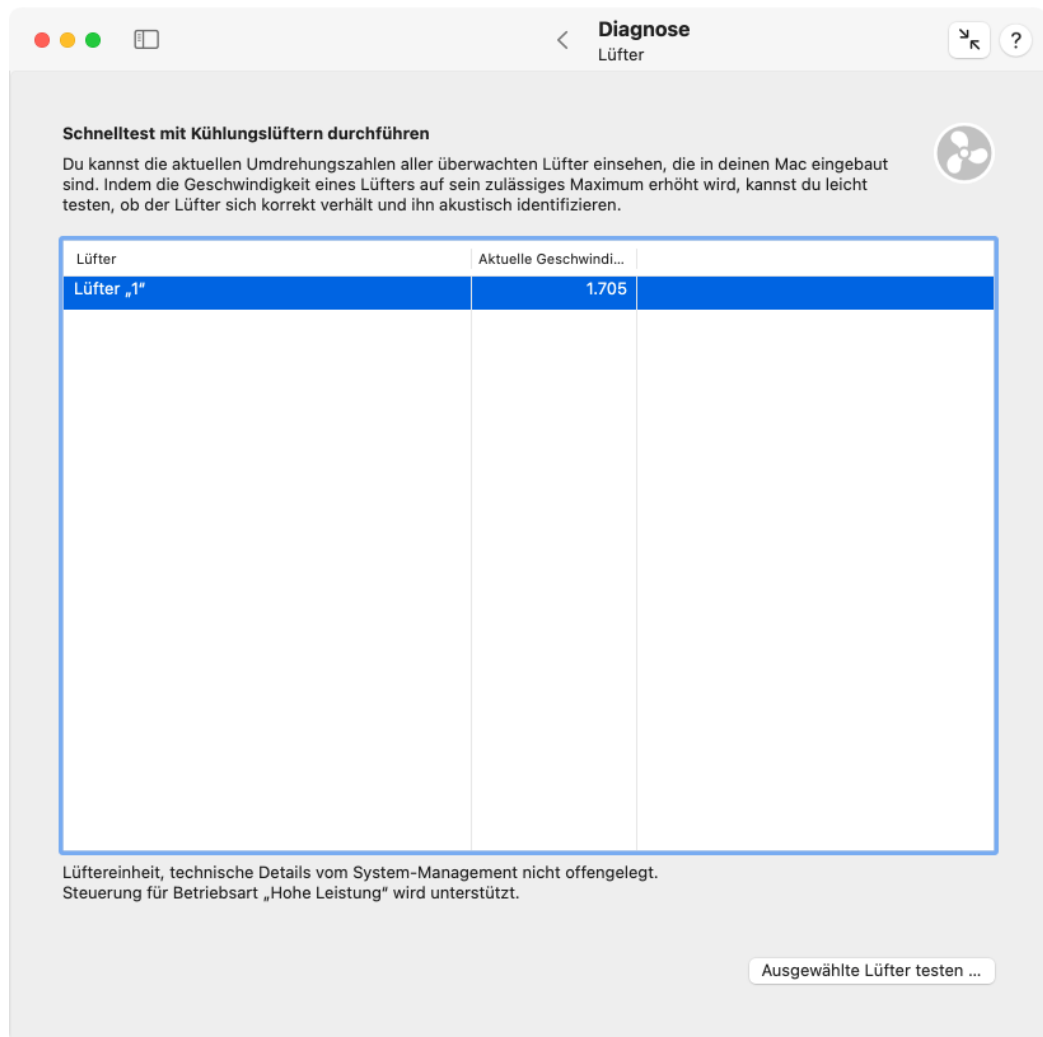 Diagnose
Lüfter
?
Schnelltest mit Kühlungslüftern durchführen
Du kannst die aktuellen Umdrehungszahlen aller überwachten Lüfter einsehen, die in deinen Mac eingebaut
sind. Indem die Geschwindigkeit eines Lüfters auf sein zulässiges Maximum erhöht wird, kannst du leicht
testen, ob der Lüfter sich korrekt verhält und ihn akustisch identifizieren.
Lüfter Aktuelle Geschwindi...
Lüfter „1“ 1.705
Lüftereinheit, technische Details vom System-Management nicht offengelegt.
Steuerung für Betriebsart „Hohe Leistung“ wird unterstützt.
Ausgewählte Lüfter testen ...